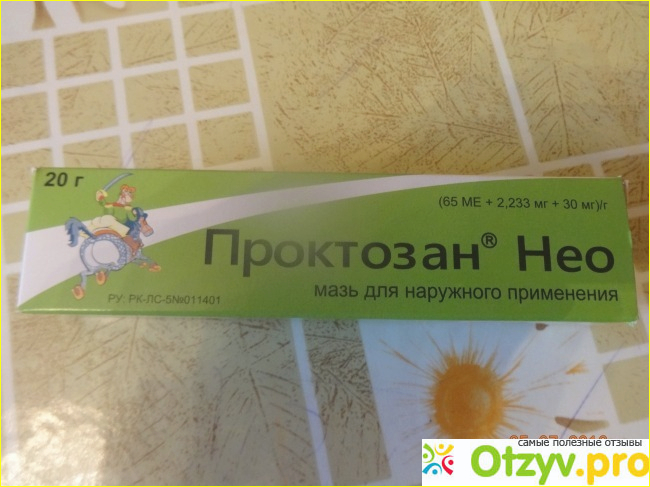 20 г
(65 МЕ + 2,233 мг + 30 мг)/г
Проктозан® Нео
мазь для наружного применения
РУ: РК-ЛС-5№011401
самые полезные отзывы
Otzyv.pro